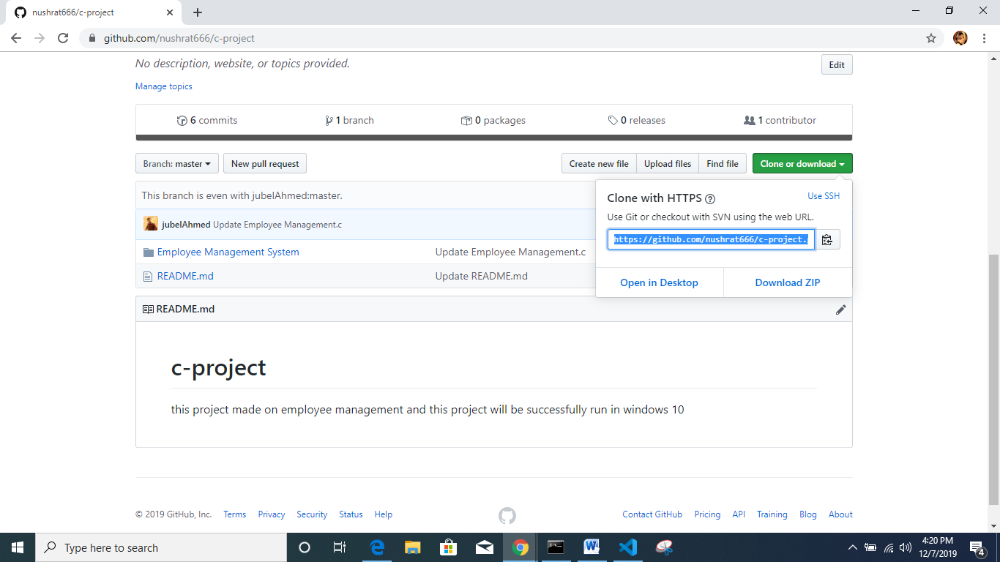 nushrat666/c-project
github.com/nushrat666/c-project
No description, website, or topics provided.
Edit
Manage topics
6 commits 1 branch 0 packages 0 releases 1 contributor
Branch: master New pull request Create new file Upload files Find file Clone or download
This branch is even with jubelAhmed:master.
Clone with HTTPS Use SSH
Use Git or checkout with SVN using the web URL.
jubelAhmed Update Employee Management.c
https://github.com/nushrat666/c-project.
Employee Management System Update Employee Management.c
README.md Update README.md
Open in Desktop Download ZIP
README.md
c-project
this project made on employee management and this project will be successfully run in windows 10
© 2019 GitHub, Inc. Terms Privacy Security Status Help Contact GitHub Pricing API Training Blog About
Type here to search
4:20 PM
12/7/2019
4